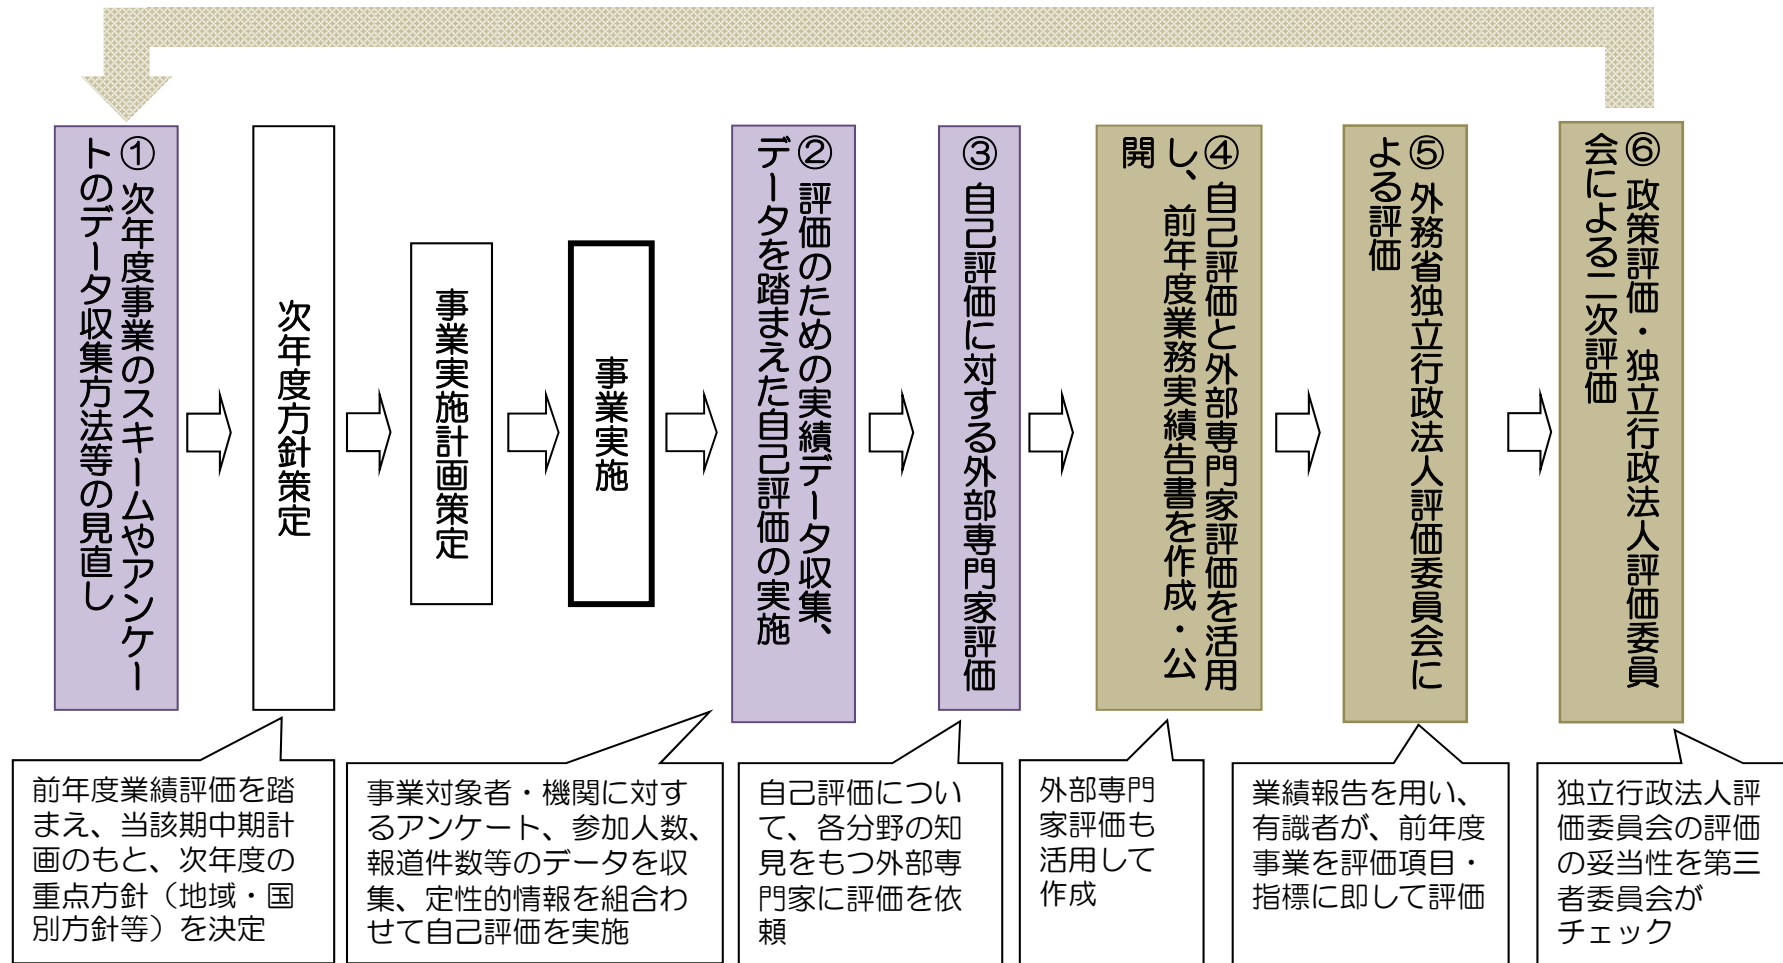 ① 次年度事業のスキームやアンケー
トのデータ収集方法等の見直し
次年度方針策定
事業実施計画策定
事業実施
② 評価のための実績データ収集、
データを踏まえた自己評価の実施
③ 自己評価に対する外部専門家評価
④ 自己評価と外部専門家評価を活用
し、前年度業務実績告書を作成・公
開
⑤ 外務省独立行政法人評価委員会に
よる評価
⑥ 政策評価・独立行政法人評価委員
会による二次評価
前年度業績評価を踏
まえ、当該期中期計
画のもと、次年度の
重点方針（地域・国
別方針等）を決定
事業対象者・機関に対す
るアンケート、参加人数、
報道件数等のデータを収
集、定性的情報を組合わ
せて自己評価を実施
自己評価につい
て、各分野の知
見をもつ外部専
門家に評価を依
頼
外部専門
家評価も
活用して
作成
業績報告を用い、
有識者が、前年度
事業を評価項目・
指標に即して評価
独立行政法人評
価委員会の評価
の妥当性を第三
者委員会が
チェック